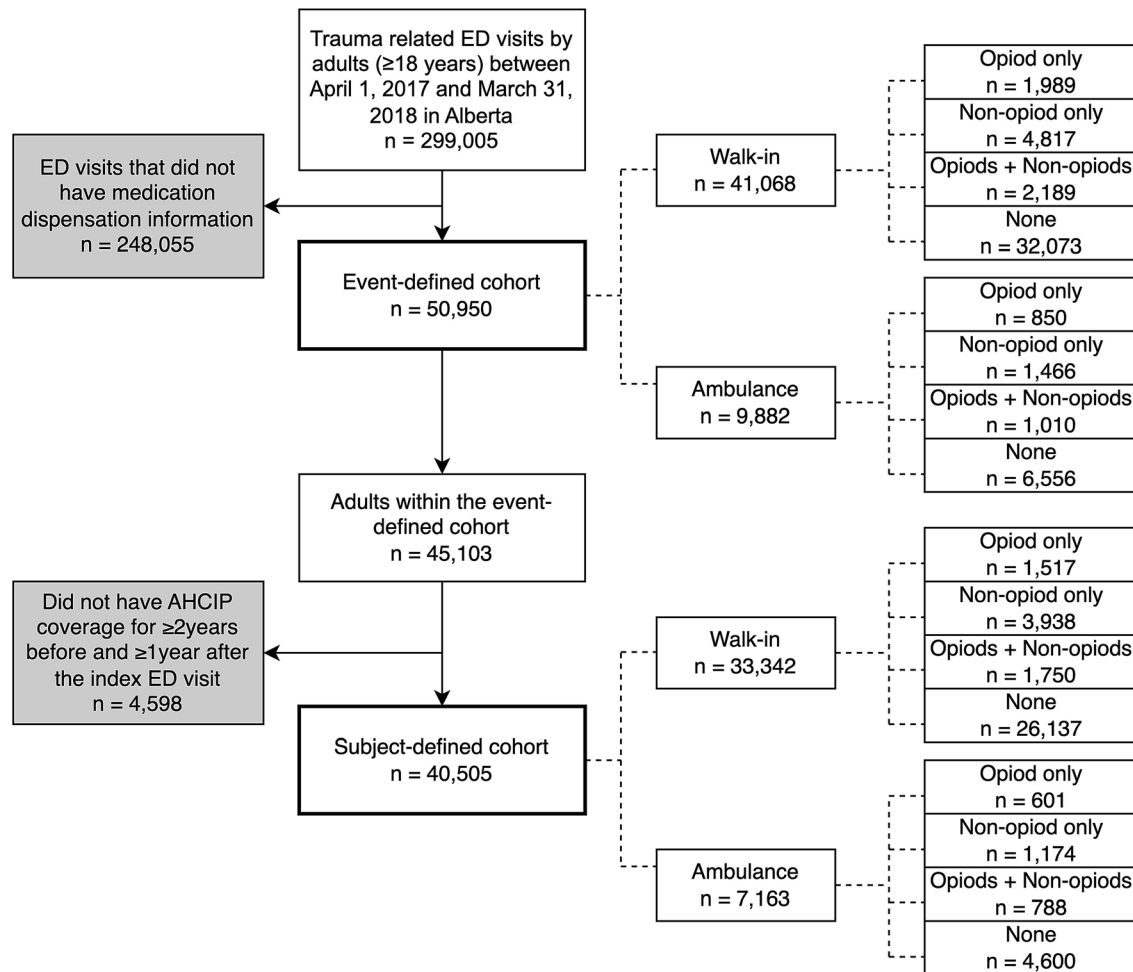 Trauma related ED visits by
adults (≥18 years) between
April 1, 2017 and March 31,
2018 in Alberta
n = 299,005
ED visits that did not
have medication
dispensation information
n = 248,055
Event-defined cohort
n = 50,950
Walk-in
n = 41,068
Opiod only
n = 1,989
Non-opiod only
n = 4,817
Opiods + Non-opiods
n = 2,189
None
n = 32,073
Ambulance
n = 9,882
Opiod only
n = 850
Non-opiod only
n = 1,466
Opiods + Non-opiods
n = 1,010
None
n = 6,556
Adults within the event-
defined cohort
n = 45,103
Did not have AHCIP
coverage for ≥2years
before and ≥1year after
the index ED visit
n = 4,598
Subject-defined cohort
n = 40,505
Walk-in
n = 33,342
Opiod only
n = 1,517
Non-opiod only
n = 3,938
Opiods + Non-opiods
n = 1,750
None
n = 26,137
Ambulance
n = 7,163
Opiod only
n = 601
Non-opiod only
n = 1,174
Opiods + Non-opiods
n = 788
None
n = 4,600